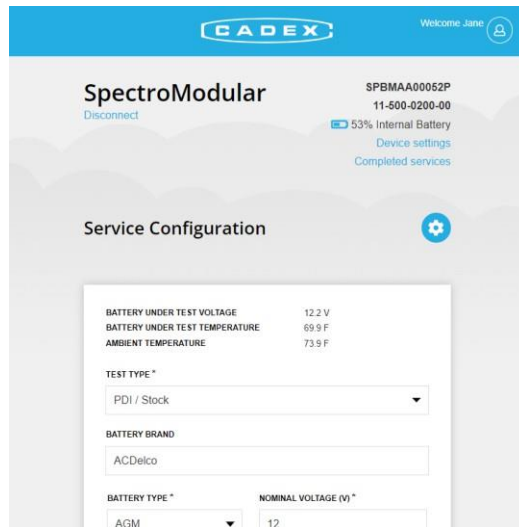 CADEX
Welcome Jane
SpectroModular
Disconnect
SPBMAA00052P
11-500-0200-00
53% Internal Battery
Device settings
Completed services
Service Configuration
BATTERY UNDER TEST VOLTAGE 12.2 V
BATTERY UNDER TEST TEMPERATURE 69.9 F
AMBIENT TEMPERATURE 73.9 F
TEST TYPE *
PDI / Stock
BATTERY BRAND
ACDelco
BATTERY TYPE * NOMINAL VOLTAGE (V) *
AGM 12